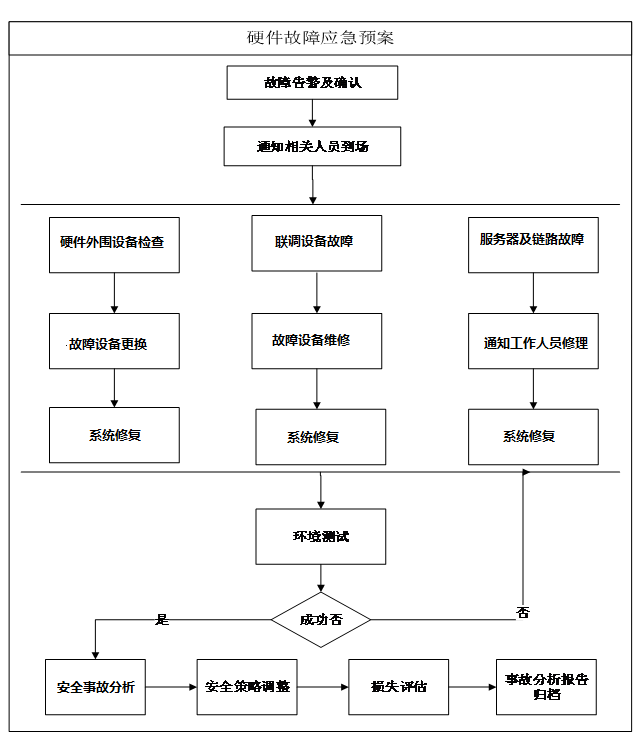 硬件故障应急预案
故障告警及确认
通知相关人员到场
硬件外围设备检查
联调设备故障
服务器及链路故障
故障设备更换
故障设备维修
通知工作人员修理
系统修复
系统修复
系统修复
环境测试
成功否
是
否
安全事故分析
安全策略调整
损失评估
事故分析报告
归档